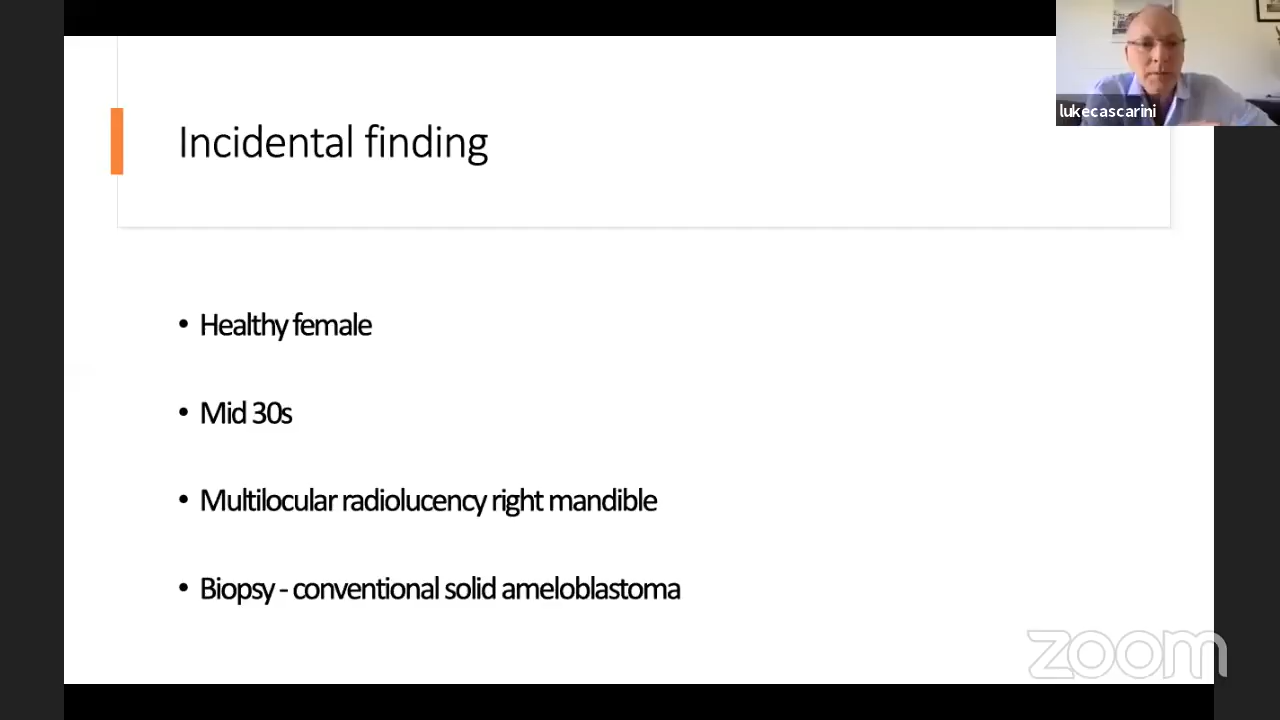 lukecascarini
Incidental finding
• Healthy female
• Mid 30s
• Multilocular radiolucency right mandible
• Biopsy - conventional solid ameloblastoma
zoom